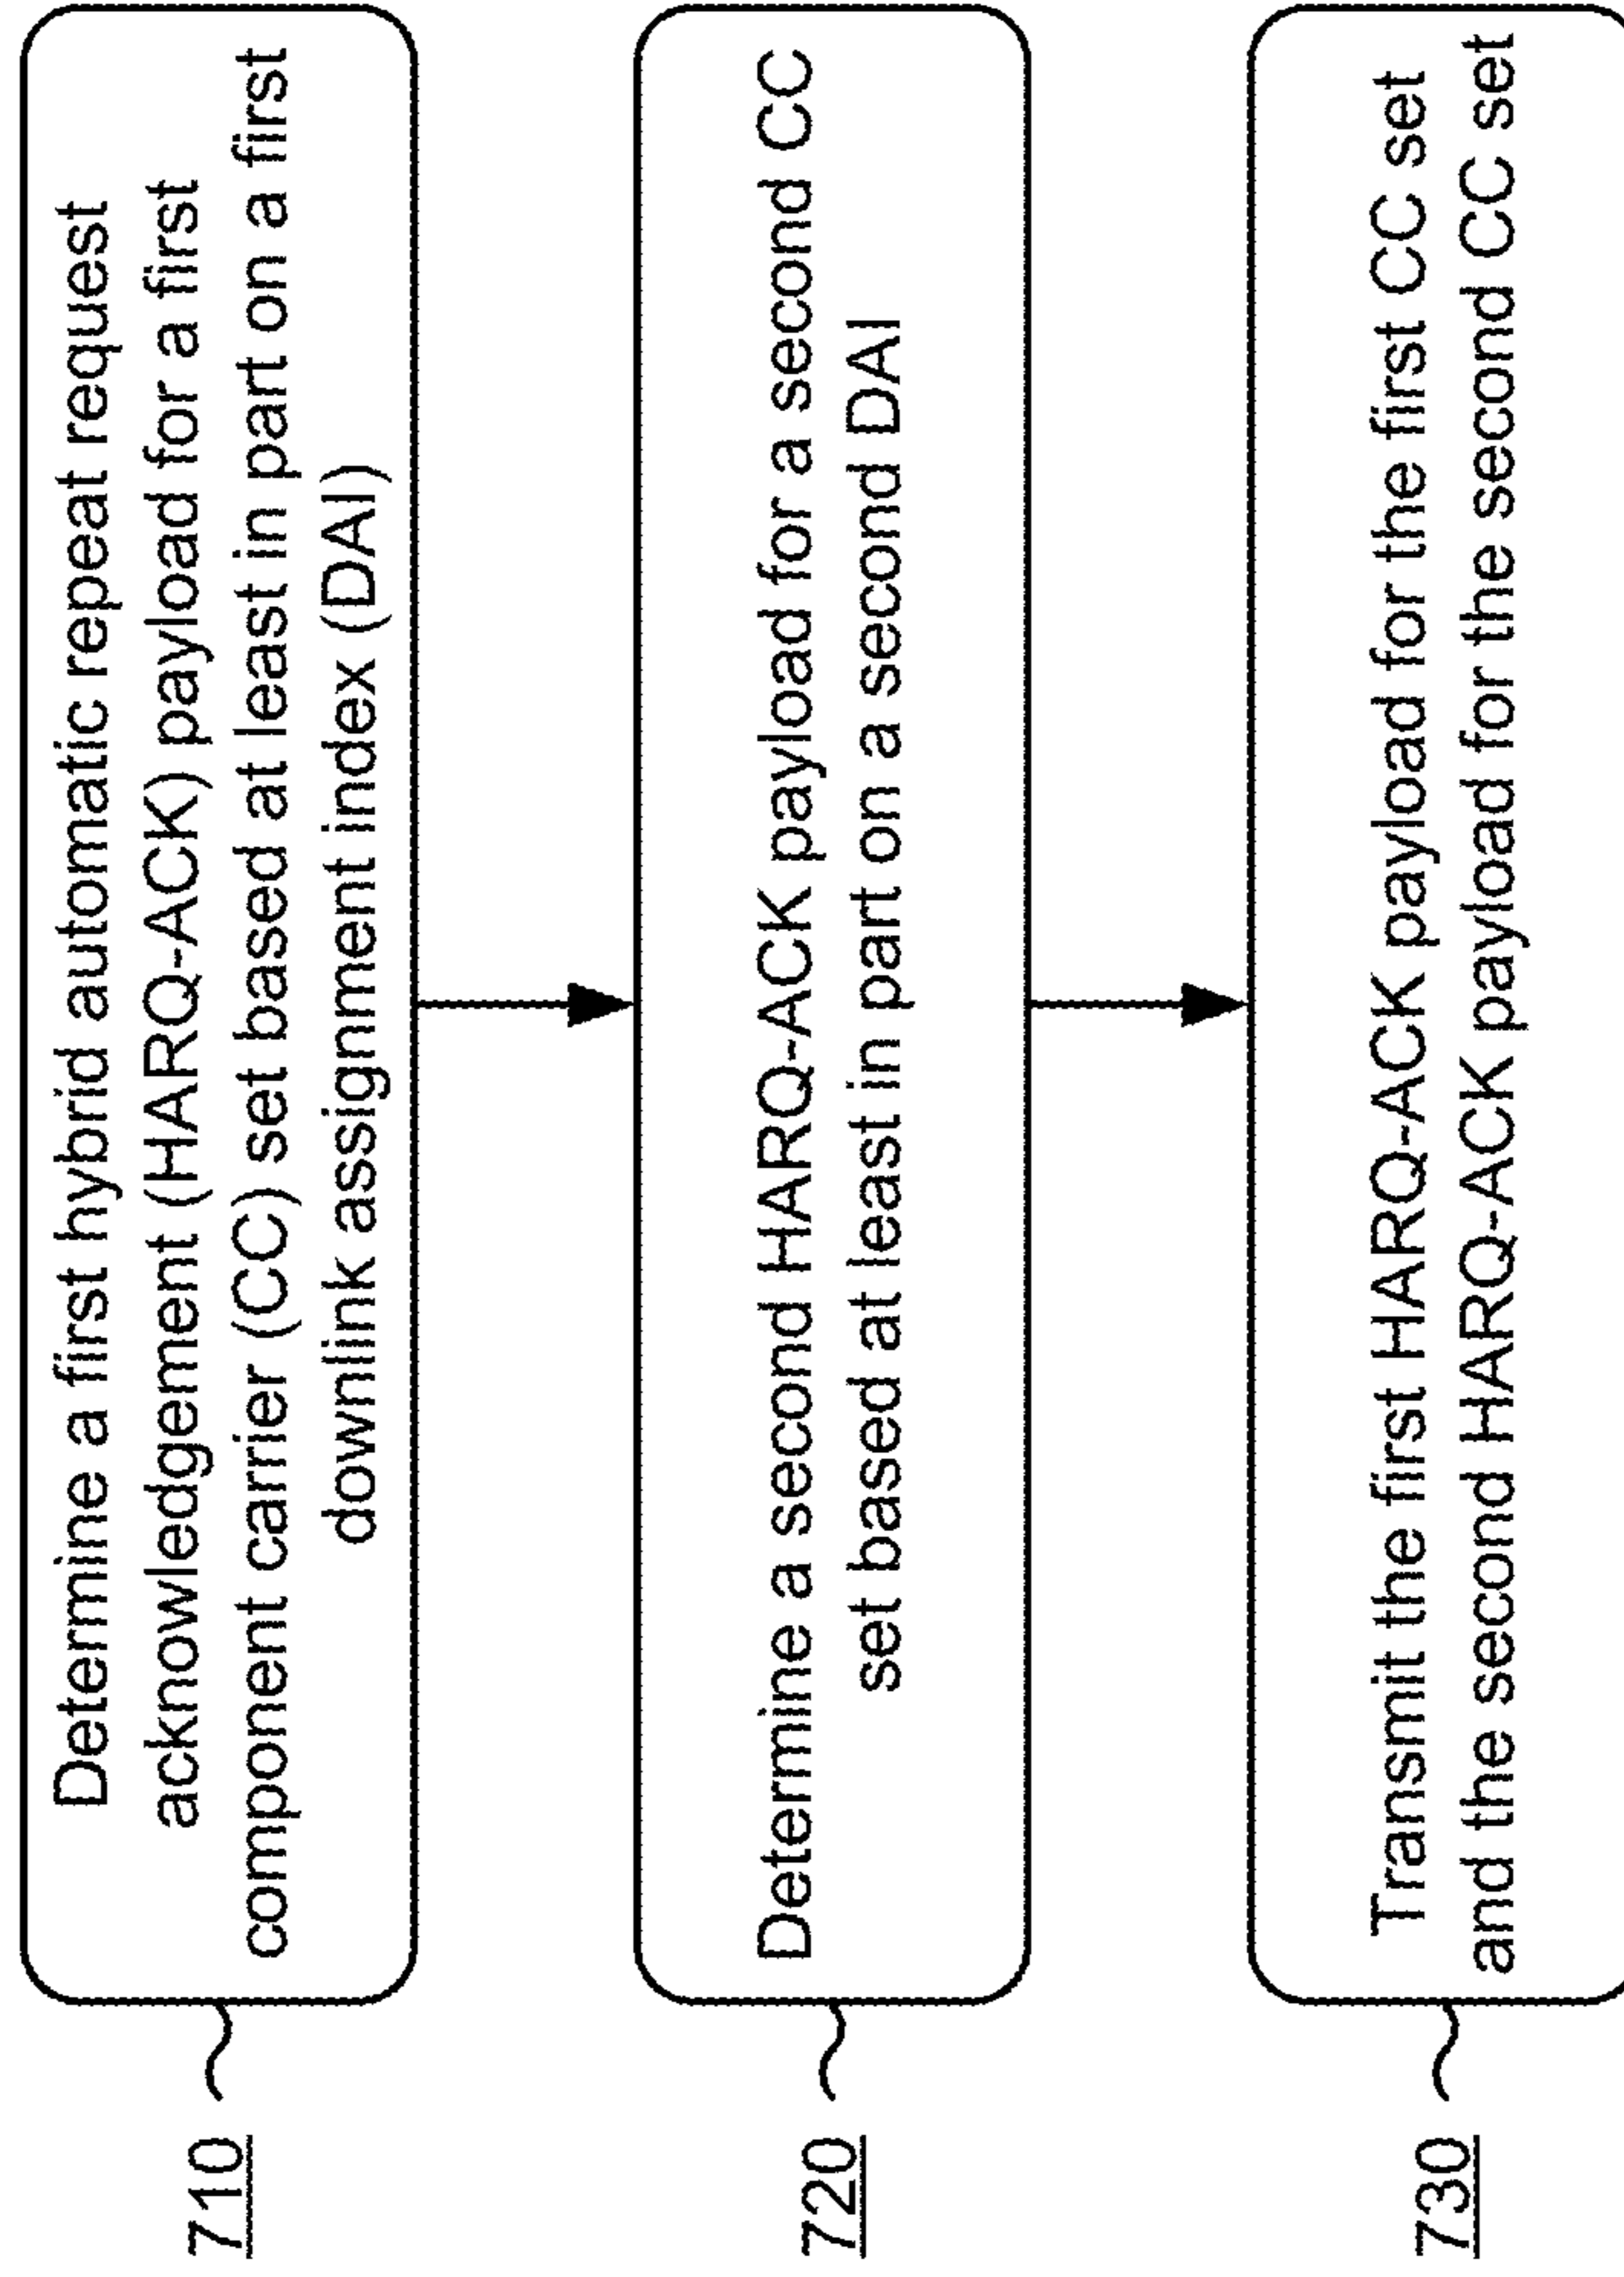 710
Determine a first hybrid automatic repeat request
acknowledgement (HARQ-ACK) payload for a first
component carrier (CC) set based at least in part on a first
downlink assignment index (DAI)
720
Determine a second HARQ-ACK payload for a second CC
set based at least in part on a second DAI
730
Transmit the first HARQ-ACK payload for the first CC set
and the second HARQ-ACK payload for the second CC set